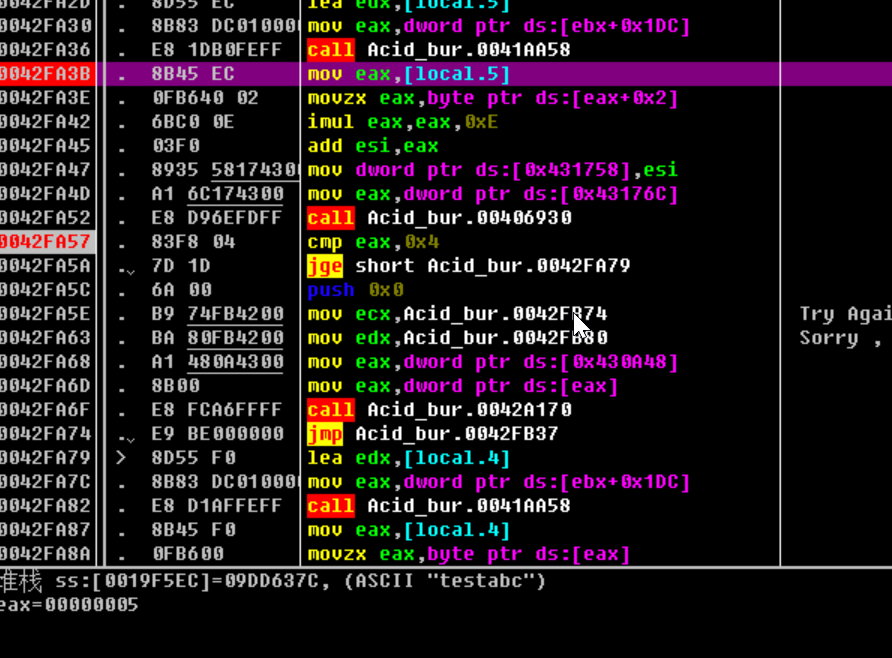 0042FA2D . 8D55 EC lea edx,[local.5]
0042FA30 . 8B83 DC010000 mov eax,dword ptr ds:[ebx+0x1DC]
0042FA36 . E8 1DB0FEFF call Acid_bur.0041AA58
0042FA3B . 8B45 EC mov eax,[local.5]
0042FA3E . 0FB640 02 movzx eax,byte ptr ds:[eax+0x2]
0042FA42 . 6BC0 0E imul eax,eax,0xE
0042FA45 . 03F0 add esi,eax
0042FA47 . 8935 58174300 mov dword ptr ds:[0x431758],esi
0042FA4D . A1 6C174300 mov eax,dword ptr ds:[0x43176C]
0042FA52 . E8 D96EFDFF call Acid_bur.00406930
0042FA57 . 83F8 04 cmp eax,0x4
0042FA5A . 7D 1D jge short Acid_bur.0042FA79
0042FA5C . 6A 00 push 0x0
0042FA5E . B9 74FB4200 mov ecx,Acid_bur.0042FB74 Try Agai
0042FA63 . BA 80FB4200 mov edx,Acid_bur.0042FB80 Sorry ,
0042FA68 . A1 480A4300 mov eax,dword ptr ds:[0x430A48]
0042FA6D . 8B00 mov eax,dword ptr ds:[eax]
0042FA6F . E8 FCA6FFFF call Acid_bur.0042A170
0042FA74 . E9 BE000000 jmp Acid_bur.0042FB37
0042FA79 > 8D55 F0 lea edx,[local.4]
0042FA7C . 8B83 DC010000 mov eax,dword ptr ds:[ebx+0x1DC]
0042FA82 . E8 D1AFFEFF call Acid_bur.0041AA58
0042FA87 . 8B45 F0 mov eax,[local.4]
0042FA8A . 0FB600 movzx eax,byte ptr ds:[eax]
堆栈 ss:[0019F5EC]=09DD637C, (ASCII "testabc")
eax=00000005